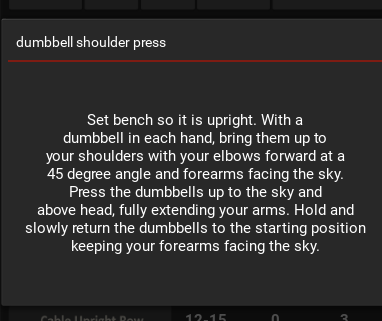 dumbbell shoulder press
Set bench so it is upright. With a
dumbbell in each hand, bring them up to
your shoulders with your elbows forward at a
45 degree angle and forearms facing the sky.
Press the dumbbells up to the sky and
above head, fully extending your arms. Hold and
slowly return the dumbbells to the starting position
keeping your forearms facing the sky.
Cable Upright Row 12-15 0 3